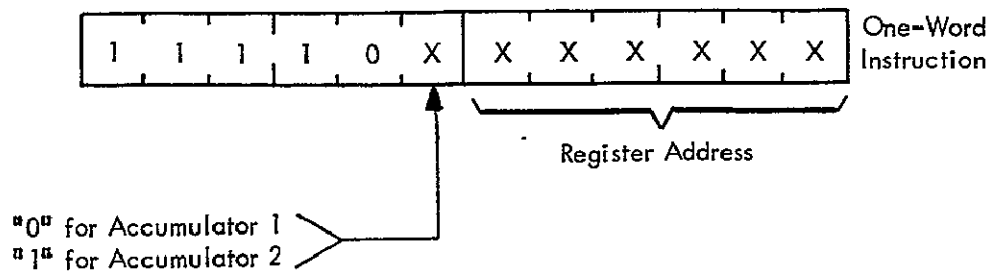 1 1 1 1 0 X X X X X X X
One-Word
Instruction
Register Address
"0" for Accumulator 1
"1" for Accumulator 2